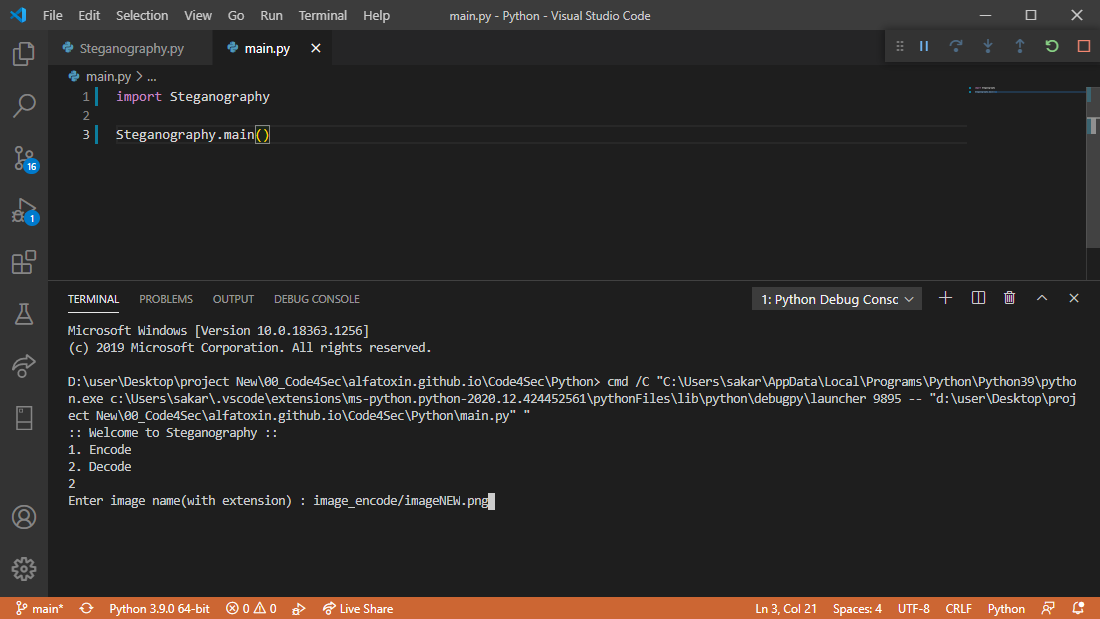 File Edit Selection View Go Run Terminal Help main.py - Python - Visual Studio Code
Steganography.py main.py
main.py > ...
1 import Steganography
2
3 Steganography.main()
16
1
TERMINAL PROBLEMS OUTPUT DEBUG CONSOLE 1: Python Debug Consc
Microsoft Windows [Version 10.0.18363.1256]
(c) 2019 Microsoft Corporation. All rights reserved.
D:\user\Desktop\project New\00_Code4Sec\alfatoxin.github.io\Code4Sec\Python> cmd /C "C:\Users\sakar\AppData\Local\Programs\Python\Python39\pytho
n.exe c:\Users\sakar\.vscode\extensions\ms-python.python-2020.12.424452561\pythonFiles\lib\python\debugpy\launcher 9895 -- "d:\user\Desktop\proj
ect New\00_Code4Sec\alfatoxin.github.io\Code4Sec\Python\main.py" "
:: Welcome to Steganography ::
1. Encode
2. Decode
2
Enter image name(with extension) : image_encode/imageNEW.png
main* Python 3.9.0 64-bit 0 0 Live Share Ln 3, Col 21 Spaces: 4 UTF-8 CRLF Python